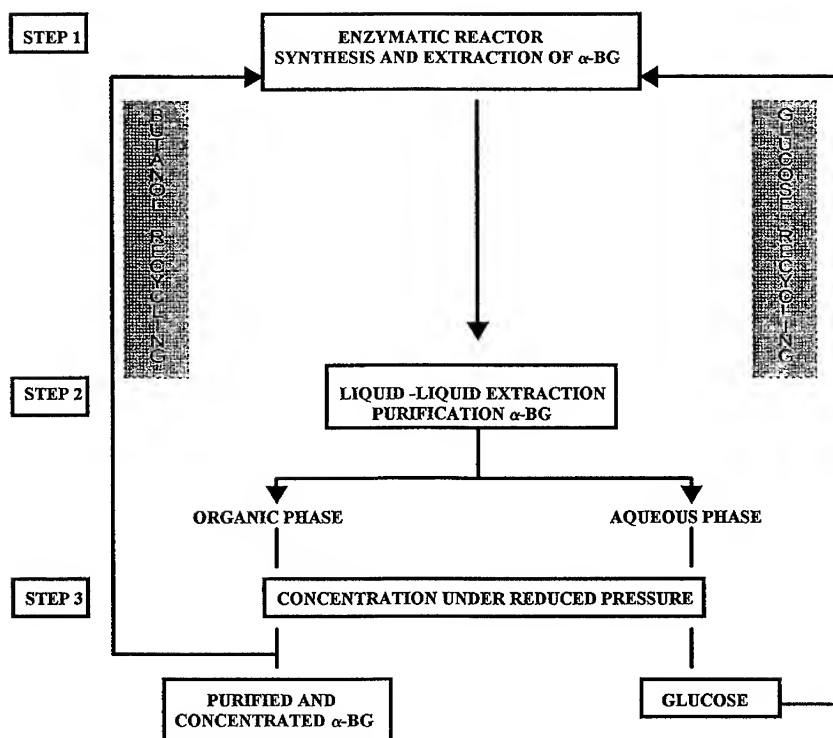 STEP 1
ENZYMATIC REACTOR
SYNTHESIS AND EXTRACTION OF α-BG
BUTANOL RECYCLING
GLUCOSE RECYCLING
STEP 2
LIQUID -LIQUID EXTRACTION
PURIFICATION α-BG
ORGANIC PHASE
AQUEOUS PHASE
STEP 3
CONCENTRATION UNDER REDUCED PRESSURE
PURIFIED AND
CONCENTRATED α-BG
GLUCOSE